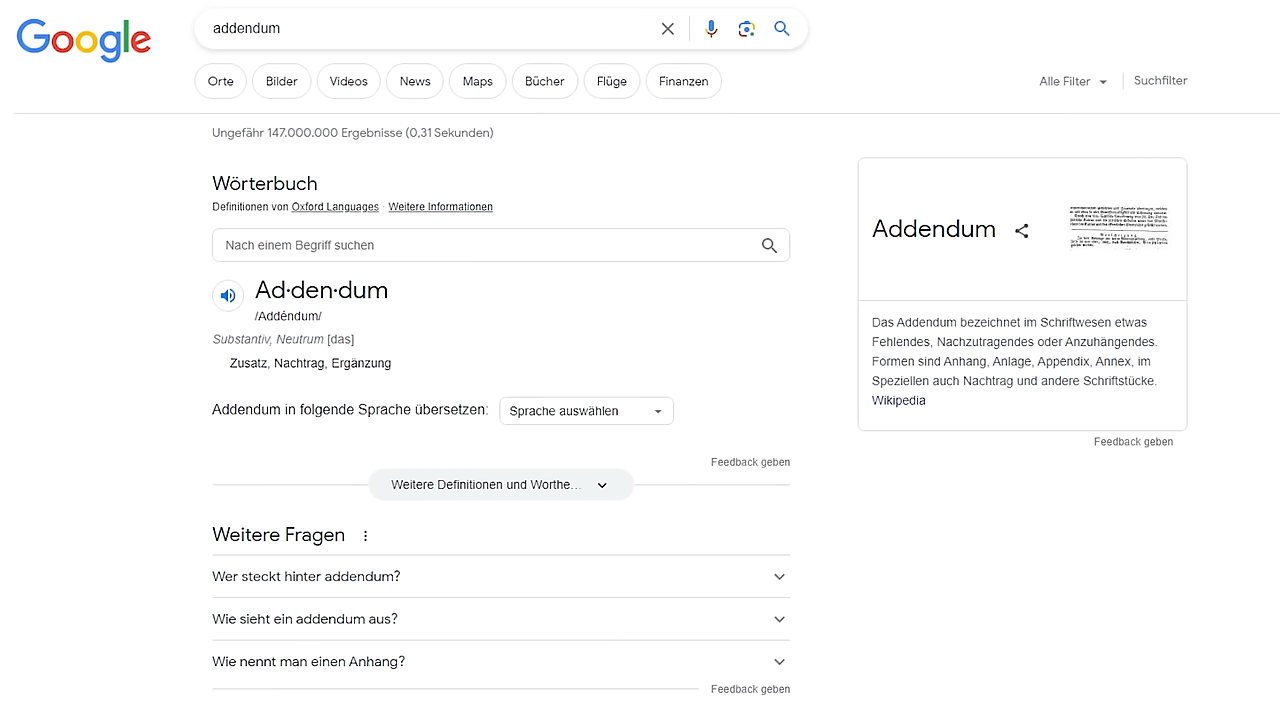 Google
addendum
Orte Bilder Videos News Maps Bücher Flüge Finanzen Alle Filter Suchfilter
Ungefähr 147.000.000 Ergebnisse (0,31 Sekunden)
Wörterbuch
Definitionen von Oxford Languages · Weitere Informationen
Nach einem Begriff suchen
Ad·den·dum
/Addéndum/
Substantiv, Neutrum [das]
Zusatz, Nachtrag, Ergänzung
Addendum in folgende Sprache übersetzen: Sprache auswählen
Feedback geben
Weitere Definitionen und Worthe...
Weitere Fragen
Wer steckt hinter addendum?
Wie sieht ein addendum aus?
Wie nennt man einen Anhang?
Feedback geben
Addendum
Das Addendum bezeichnet im Schriftwesen etwas
Fehlendes, Nachzutragendes oder Anzuhängendes.
Formen sind Anhang, Anlage, Appendix, Annex, im
Speziellen auch Nachtrag und andere Schriftstücke.
Wikipedia
Feedback geben